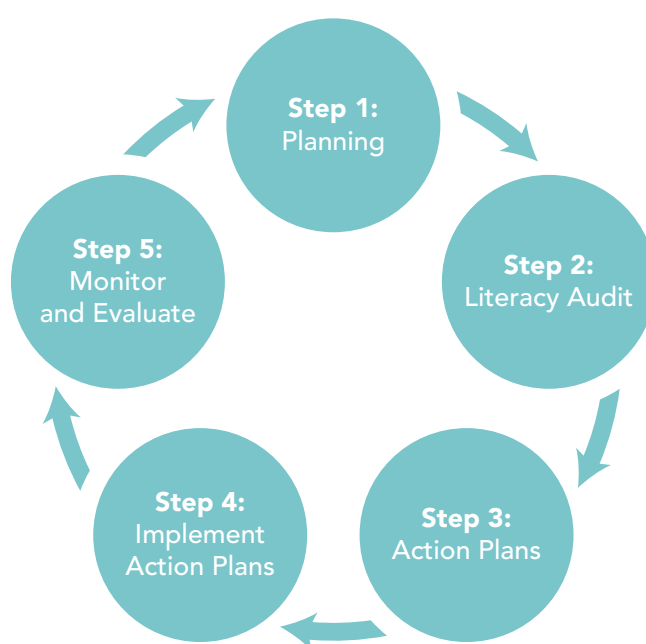 Step 1:
Planning
Step 2:
Literacy Audit
Step 3:
Action Plans
Step 4:
Implement
Action Plans
Step 5:
Monitor
and Evaluate